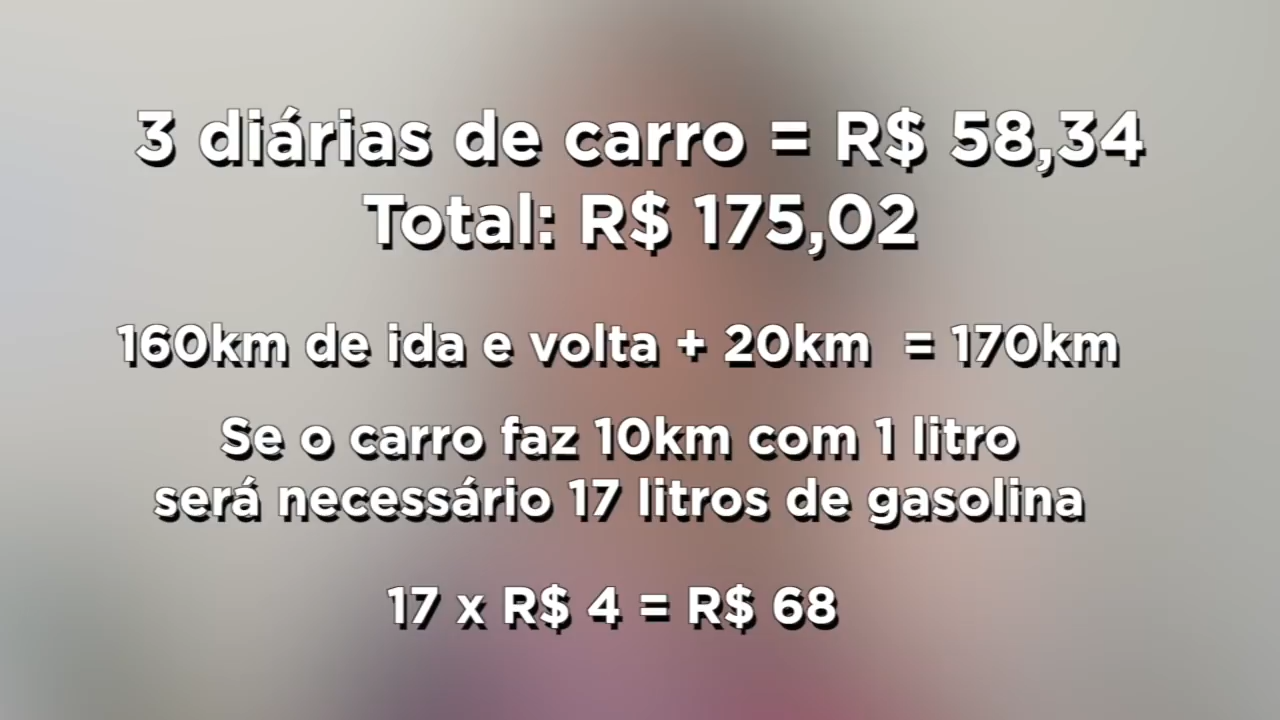 3 diárias de carro = R$ 58,34
Total: R$ 175,02
160km de ida e volta + 20km = 170km
Se o carro faz 10km com 1 litro
será necessário 17 litros de gasolina
17 x R$ 4 = R$ 68